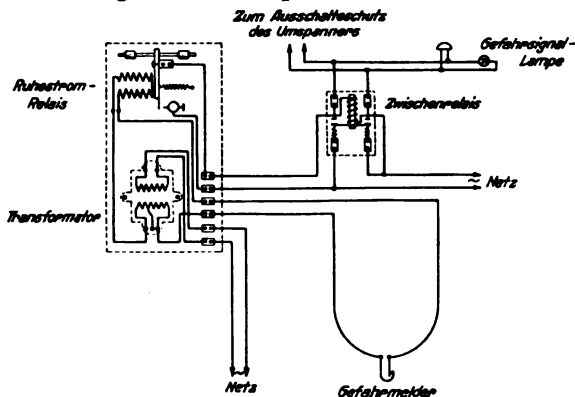 Zum Ausschalteschutz
des Umspanners
Gefahrsignal-
Lampe
Ruhestrom-
Relais
Zwischenrelais
Netz
Transformator
Netz
Gefahrmelder